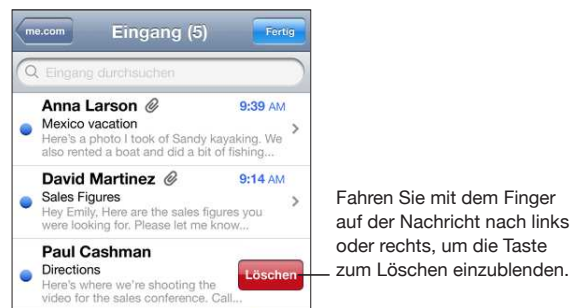 me.com Eingang (5) Fertig
Eingang durchsuchen
Anna Larson 9:39 AM
Mexico vacation
Here's a photo I took of Sandy kayaking. We
also rented a boat and did a bit of fishing...
David Martinez 9:14 AM
Sales Figures
Hey Emily, Here are the sales figures you
were looking for. Please let me know...
Paul Cashman
Directions
Here's where we're shooting the
video for the sales conference. Call...
Löschen
Fahren Sie mit dem Finger
auf der Nachricht nach links
oder rechts, um die Taste
zum Löschen einzublenden.